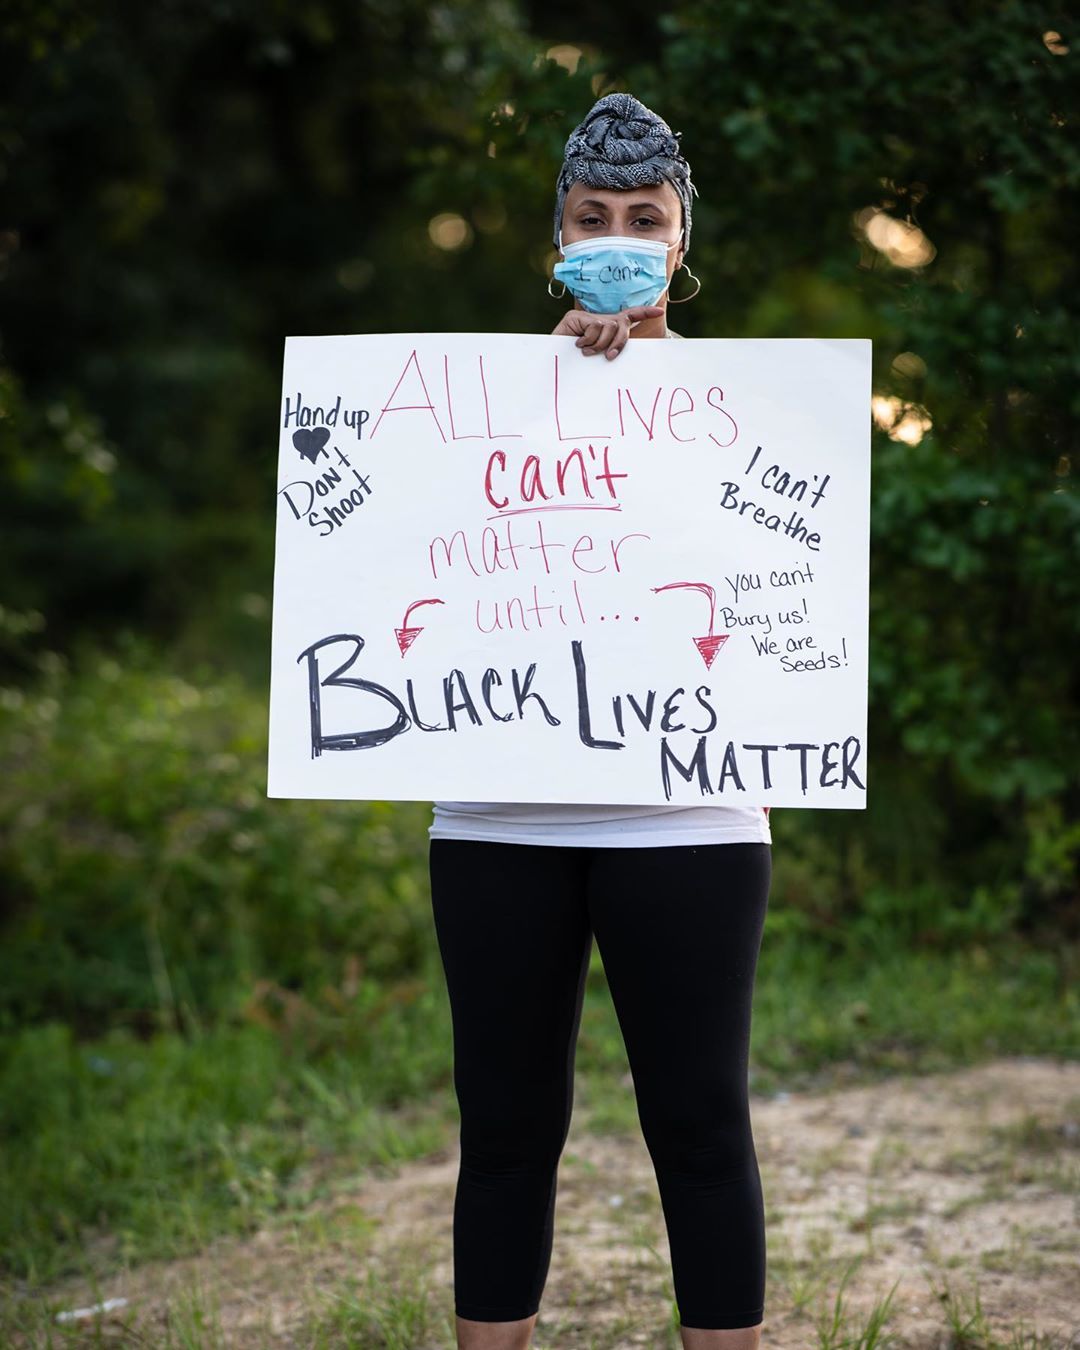 I can't
ALL Lives
can't
matter
until...
BLACK LIVES
MATTER
Hand up
Don't
Shoot
I can't
Breathe
you can't
Bury us!
We are
Seeds!